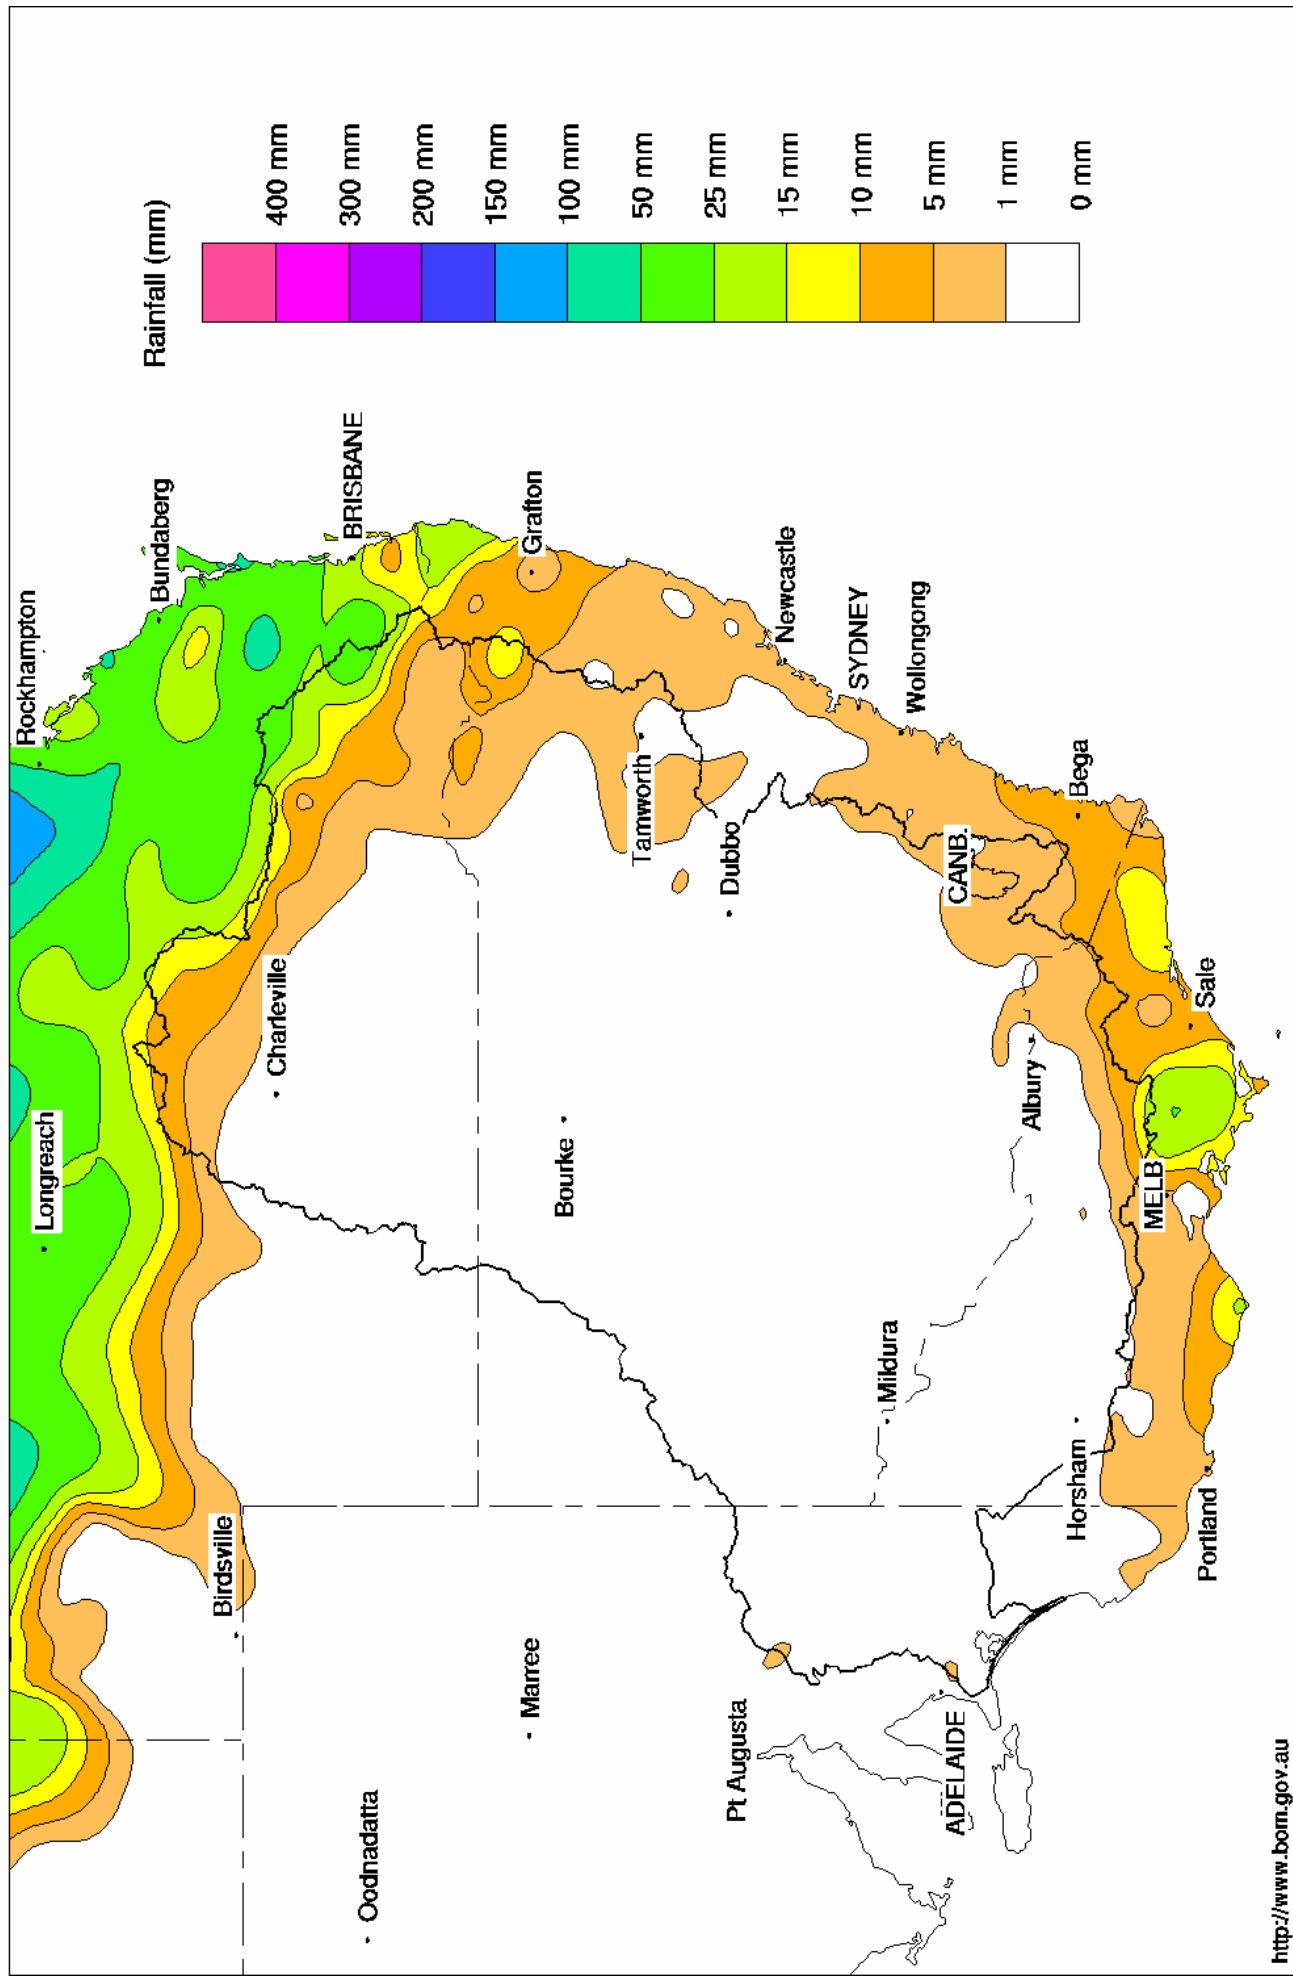 Rainfall (mm)
400 mm
300 mm
200 mm
150 mm
100 mm
50 mm
25 mm
15 mm
10 mm
5 mm
1 mm
0 mm
Rockhampton
Longreach
Bundaberg
Birdsville
Charleville
BRISBANE
Oodnadatta
Marree
Bourke
Grafton
Tamworth
Pt Augusta
Dubbo
Newcastle
Mildura
SYDNEY
Wollongong
ADELAIDE
CANB.
Albury
Horsham
Bega
MELB
Sale
Portland
http://www.bom.gov.au